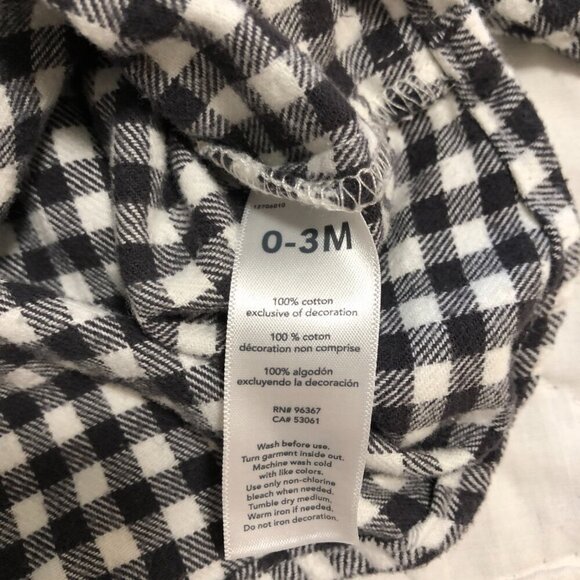 12706010
0-3M
100% cotton
exclusive of decoration
100 % coton
décoration non comprise
100% algodón
excluyendo la decoración
RN# 96367
CA# 53061
Wash before use.
Turn garment inside out.
Machine wash cold
with like colors.
Use only non-chlorine
bleach when needed.
Tumble dry medium.
Warm iron if needed.
Do not iron decoration.